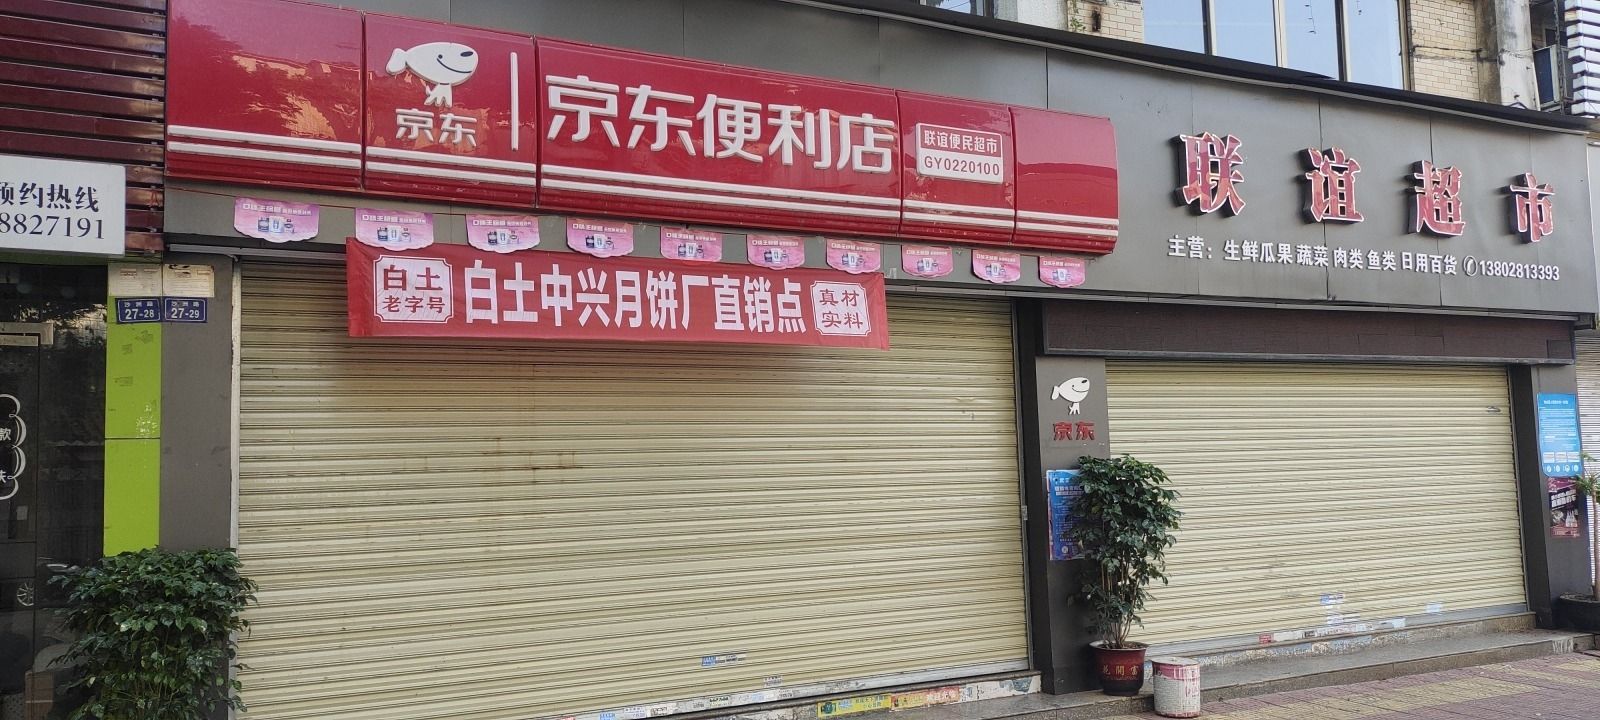 京东
京东便利店
联谊便民超市
GY0220100
联谊超市
主营：生鲜瓜果 蔬菜 肉类 鱼类 日用百货 13802813393
预约热线
8827191
27-28
27-29
白土
老字号
白土中兴月饼厂直销点
真材
实料
京东